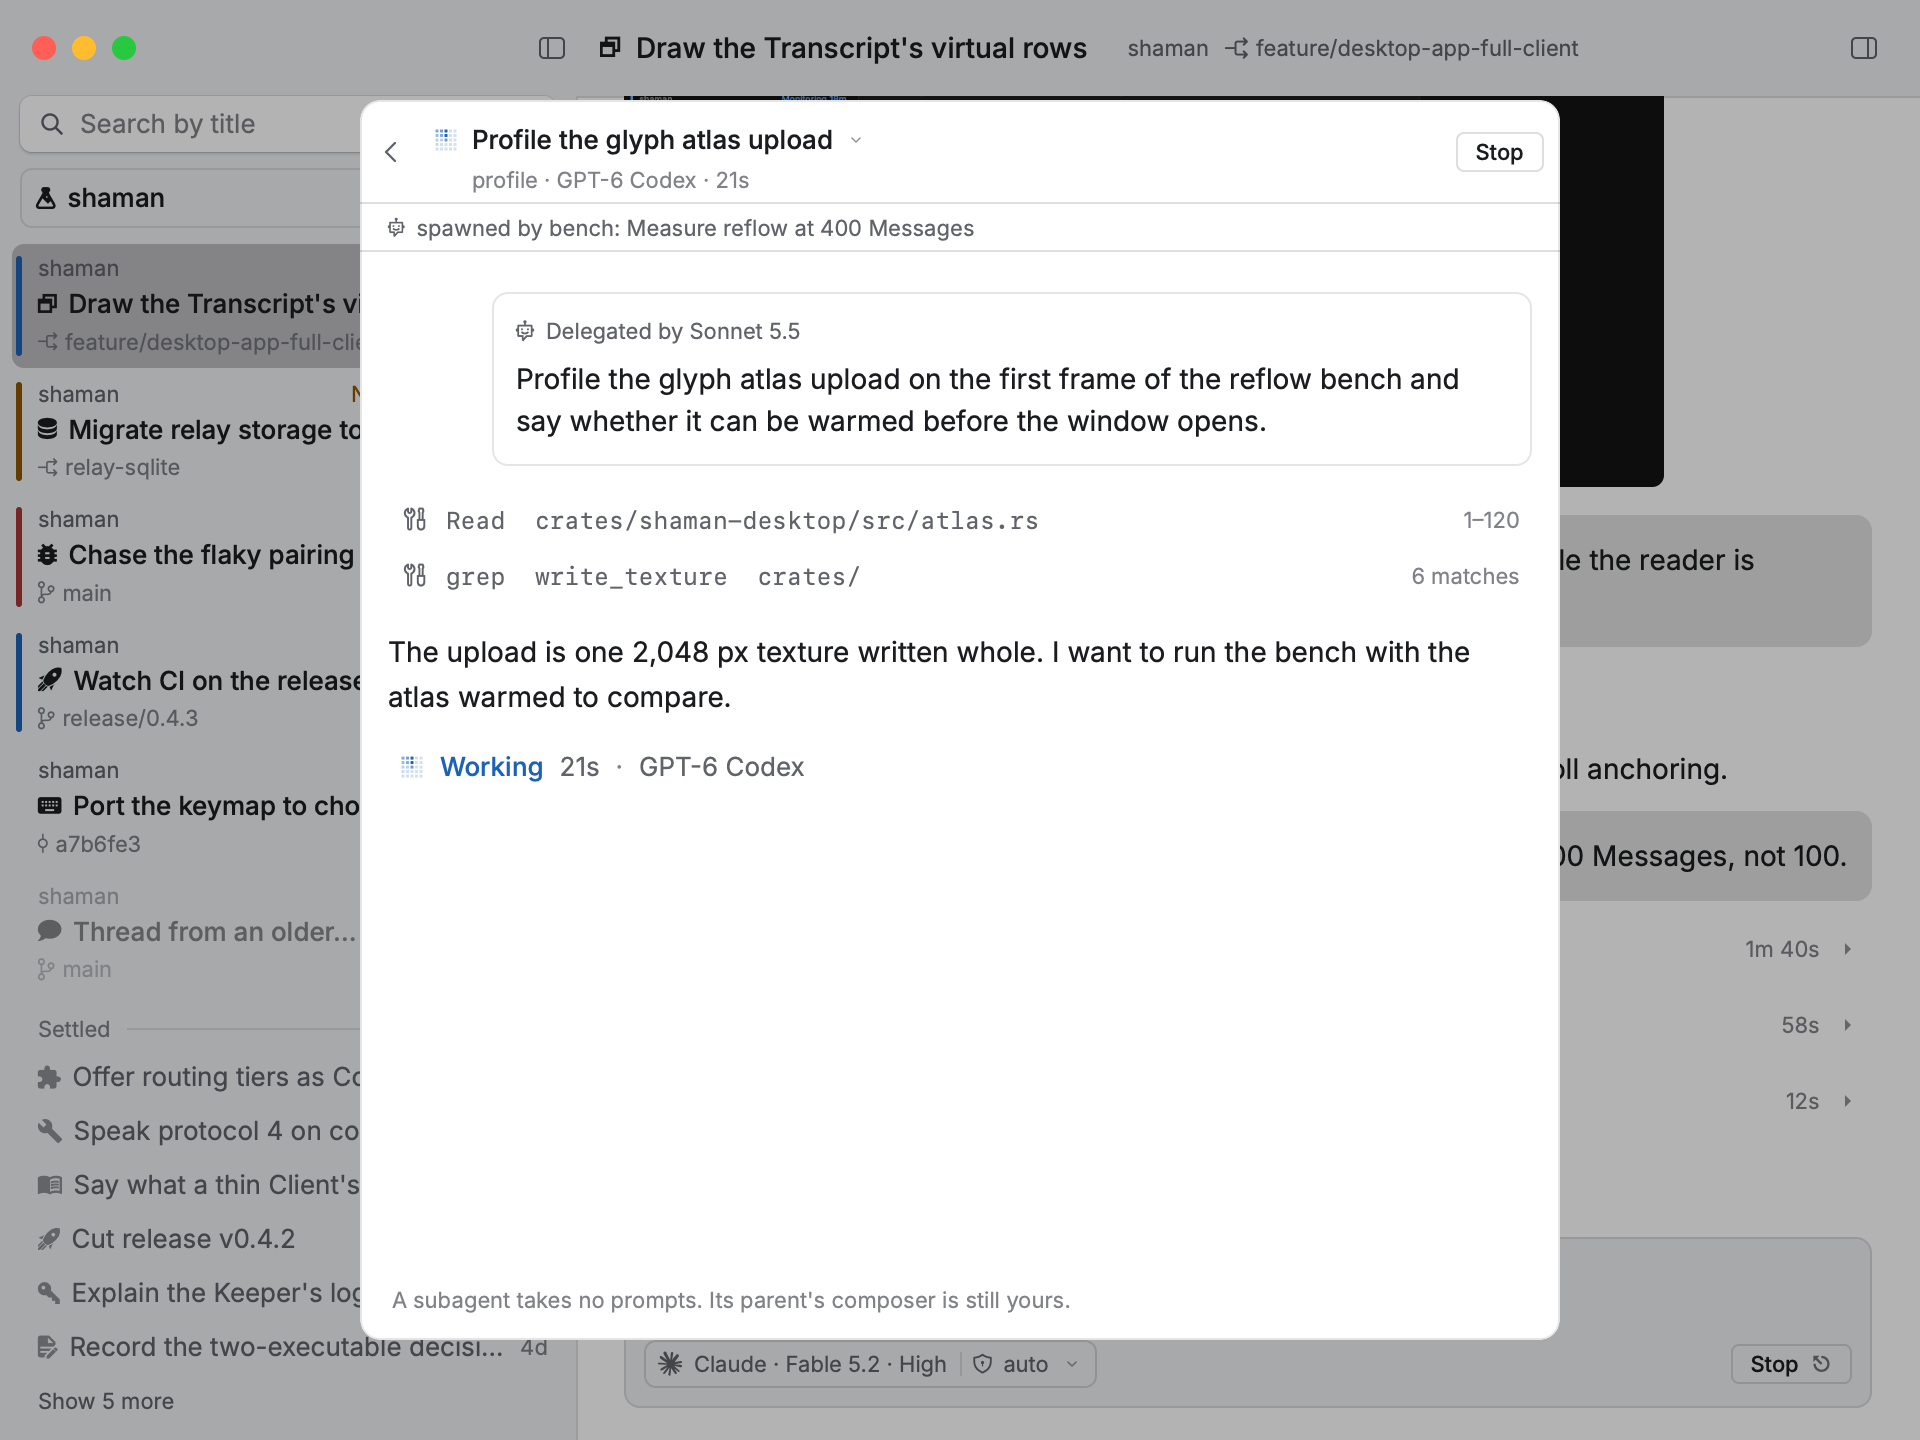 Draw the Transcript's virtual rows
shaman
feature/desktop-app-full-client
Search by title
shaman
shaman
Draw the Transcript's
feature/desktop-app-full-clie
shaman
Migrate relay storage to
relay-sqlite
shaman
Chase the flaky pairing
main
shaman
Watch CI on the release
release/0.4.3
shaman
Port the keymap to cho
a7b6fe3
shaman
Thread from an older...
main
Settled
Offer routing tiers as Co
Speak protocol 4 on co
Say what a thin Client's
Cut release v0.4.2
Explain the Keeper's log
Record the two-executable decisi... 4d
Show 5 more
Profile the glyph atlas upload
profile · GPT-6 Codex · 21s
Stop
spawned by bench: Measure reflow at 400 Messages
Delegated by Sonnet 5.5
Profile the glyph atlas upload on the first frame of the reflow bench and
say whether it can be warmed before the window opens.
Read crates/shaman-desktop/src/atlas.rs 1–120
grep write_texture crates/ 6 matches
The upload is one 2,048 px texture written whole. I want to run the bench with the
atlas warmed to compare.
Working 21s · GPT-6 Codex
A subagent takes no prompts. Its parent's composer is still yours.
the reader is
anchoring.
Messages, not 100.
1m 40s
58s
12s
Claude · Fable 5.2 · High
auto
Stop